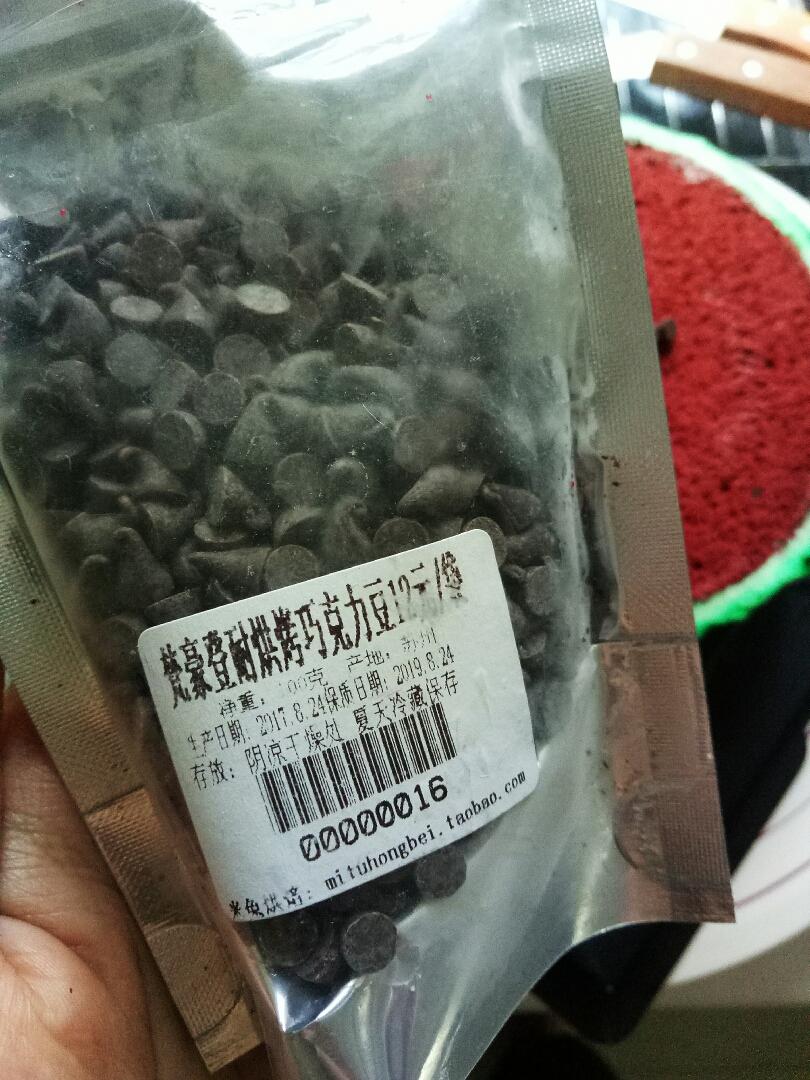 梵豪登耐烘烤巧克力豆12元/袋
净重: 00克 产地: 苏州
生产日期: 2017.8.24保质日期: 2019.8.24
存放: 阴凉干燥处 夏天冷藏保存
00000016
烘焙: mituhongbei.taobao.com